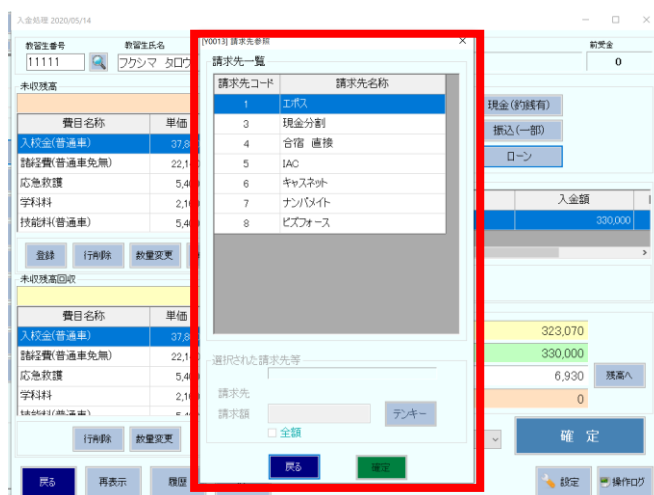 入金処理 2020/05/14
教習生番号 教習生氏名 前受金
11111 フクシマ タロウ 0
未収残高
費目名称 単価
入校金(普通車) 37,8
諸経費(普通車免無) 22,1
応急救護 5,4
学科料 2,1
技能料(普通車) 5,4
登録 行削除 数量変更
未収残高回収
費目名称 単価
入校金(普通車) 37,8
諸経費(普通車免無) 22,1
応急救護 5,4
学科料 2,1
技能料(普通車) 5,4
行削除 数量変更
戻る 再表示 履歴
[Y0013] 請求先参照
請求先一覧
請求先コード 請求先名称
1 エポス
3 現金分割
4 合宿 直接
5 IAC
6 キャスネット
7 ナンバメイト
8 ビズフォース
選択された請求先等
請求先
請求額 テンキー
全額
戻る 確定
現金(釣銭有)
振込(一部)
ローン
入金額
330,000
323,070
330,000
6,930 残高へ
0
確 定
設定 操作ログ